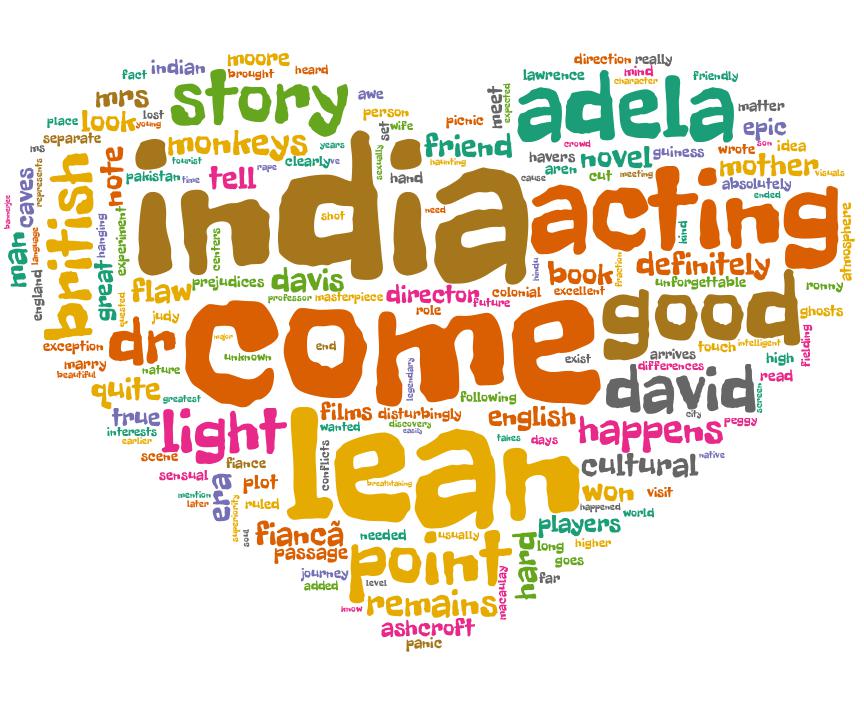 moore
direction really
fact indian
brought heard
lawrence mind friendly
character
mrs story awe
meet expected
adela matter
place look lost
young
person
set wife
picnic
crowd
epic
separate
monkeys years
friend
havers novel guiness wrote son idea
ms
tourist
clearly ve
haunting
aren cut meeting
mother visuals
british note
pakistan time tell rape
sexually
hand
cause
absolutely
ended
caves represents
india
shot
need
acting
kind
banerjee
man language
hanging
experiment
centers
hindu
atmosphere
england
great
prejudices davis
book fraction definitely
flaw
professor masterpiece director future colonial excellent
unforgettable ronny
quested
judy
role
good
ghosts
exception
dr major
come
end
touch intelligent
fielding
marry
beautiful
nature
unknown
legendary
exist
arrives
differences
high
read
quite greatest
following
david
screen
true
interests
earlier
light
films disturbingly
wanted discovery
easily
english
takes days
happens
city peggy
scene
fiance
conflicts
lean
breathtaking
cultural native
sensual
era plot
won visit
mention
later
superiority
ruled
happened world
soul
fiancã
needed usually
players
passage
point
hard long higher
goes
journey
added
level
far
know remains macaulay
ashcroft
panic